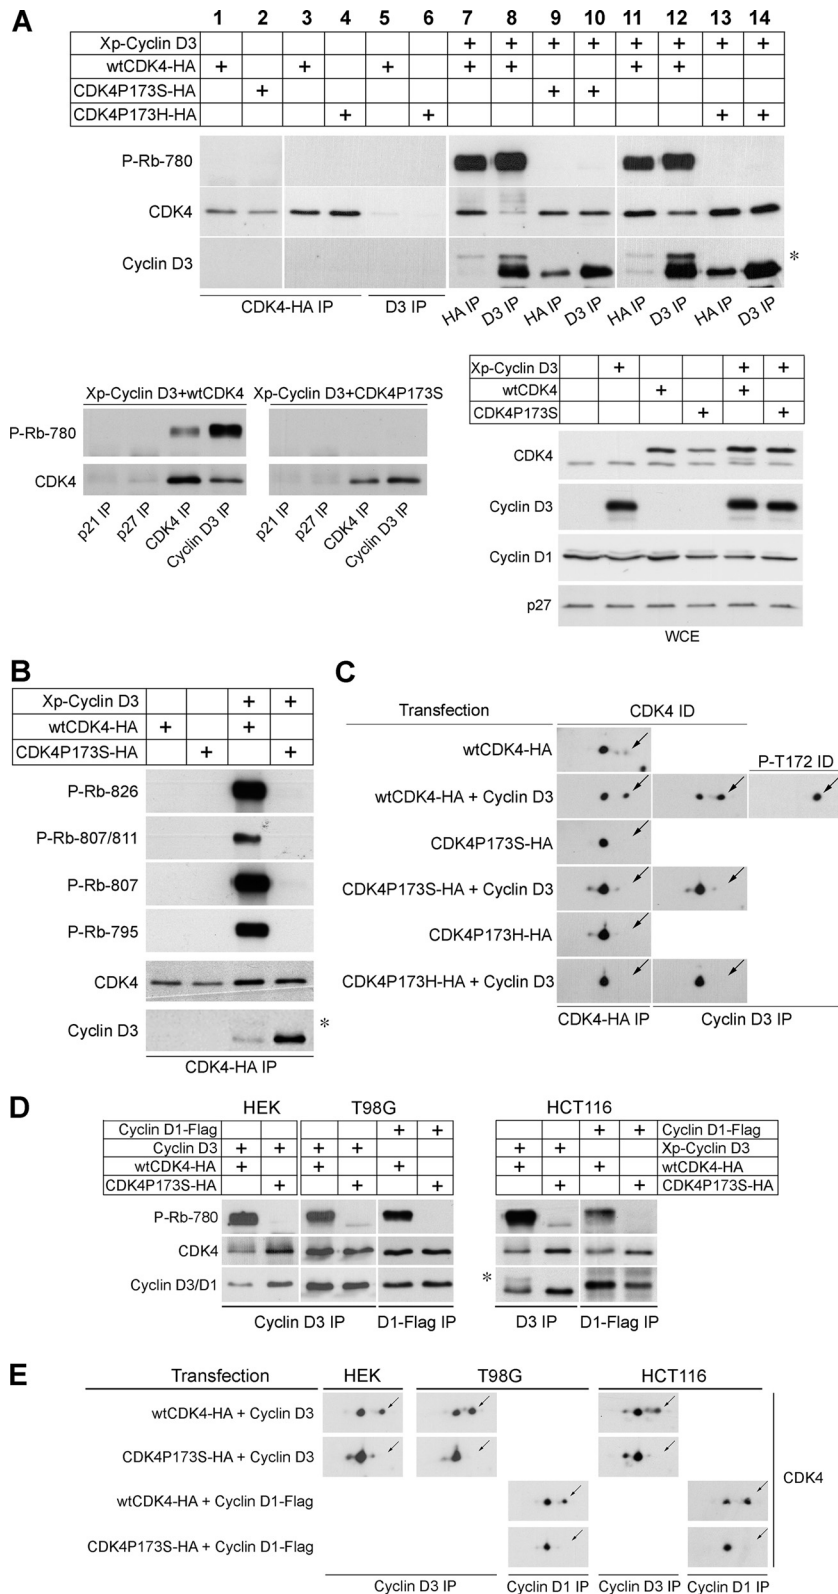 A
1 2 3 4 5 6 7 8 9 10 11 12 13 14
Xp-Cyclin D3 + + + + + + + +
wtCDK4-HA + + + + + + +
CDK4P173S-HA + + +
CDK4P173H-HA + + + +
P-Rb-780
CDK4
Cyclin D3 *
CDK4-HA IP D3 IP HA IP D3 IP HA IP D3 IP HA IP D3 IP HA IP D3 IP
Xp-Cyclin D3+wtCDK4 Xp-Cyclin D3+CDK4P173S
P-Rb-780
CDK4
p21 IP p27 IP CDK4 IP Cyclin D3 IP p21 IP p27 IP CDK4 IP Cyclin D3 IP
Xp-Cyclin D3 + + +
wtCDK4 + +
CDK4P173S + +
CDK4
Cyclin D3
Cyclin D1
p27
WCE
B
Xp-Cyclin D3 + +
wtCDK4-HA + +
CDK4P173S-HA + +
P-Rb-826
P-Rb-807/811
P-Rb-807
P-Rb-795
CDK4
Cyclin D3 *
CDK4-HA IP
C
Transfection CDK4 ID
wtCDK4-HA
P-T172 ID
wtCDK4-HA + Cyclin D3
CDK4P173S-HA
CDK4P173S-HA + Cyclin D3
CDK4P173H-HA
CDK4P173H-HA + Cyclin D3
CDK4-HA IP Cyclin D3 IP
D
HEK T98G HCT116
Cyclin D1-Flag + + + + Cyclin D1-Flag
Cyclin D3 + + + + + + Xp-Cyclin D3
wtCDK4-HA + + + + + wtCDK4-HA
CDK4P173S-HA + + + + + CDK4P173S-HA
P-Rb-780
CDK4
Cyclin D3/D1 *
Cyclin D3 IP D1-Flag IP D3 IP D1-Flag IP
E
Transfection HEK T98G HCT116
wtCDK4-HA + Cyclin D3
CDK4P173S-HA + Cyclin D3
CDK4
wtCDK4-HA + Cyclin D1-Flag
CDK4P173S-HA + Cyclin D1-Flag
Cyclin D3 IP Cyclin D1 IP Cyclin D3 IP Cyclin D1 IP